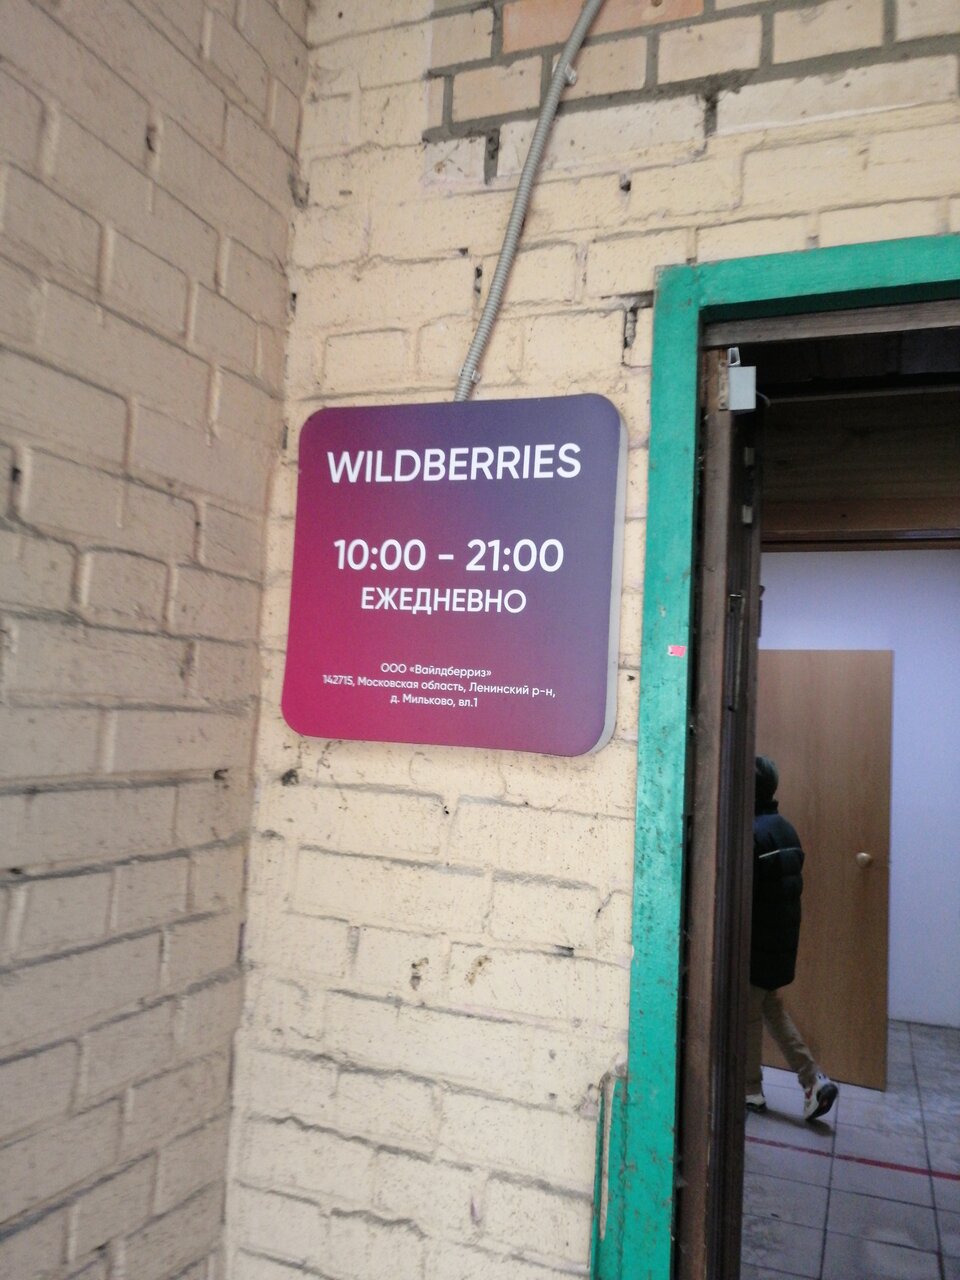 WILDBERRIES
10:00 - 21:00
ЕЖЕДНЕВНО
ООО «Вайлдберриз»
142715, Московская область, Ленинский р-н,
д. Мильково, вл.1